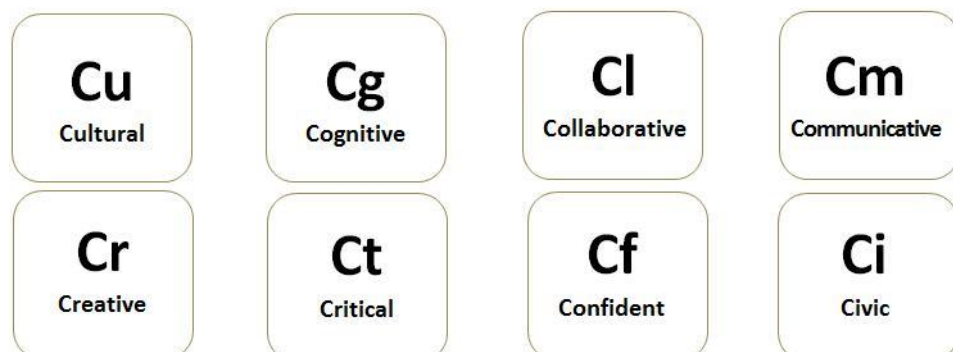 Cu
Cultural
Cg
Cognitive
Cl
Collaborative
Cm
Communicative
Cr
Creative
Ct
Critical
Cf
Confident
Ci
Civic